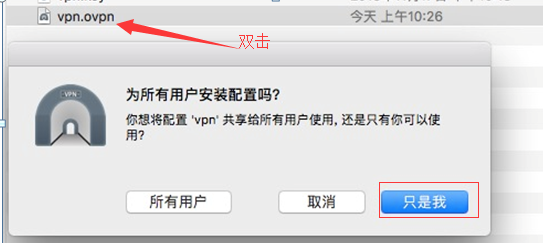 vpn.ovpn
今天 上午10:26
双击
VPN
为所有用户安装配置吗?
你想将配置 'vpn' 共享给所有用户使用, 还是只有你可以使
用?
所有用户
取消
只是我